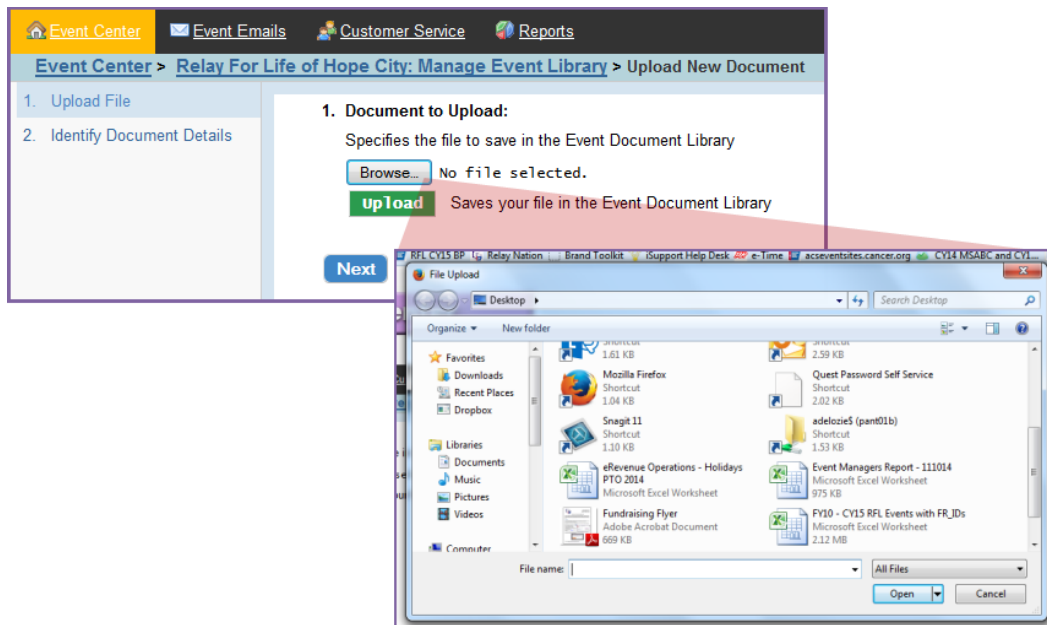 Event Center Event Emails Customer Service Reports
Event Center > Relay For Life of Hope City: Manage Event Library > Upload New Document
1. Upload File
2. Identify Document Details
1. Document to Upload:
Specifies the file to save in the Event Document Library
Browse... No file selected.
Upload Saves your file in the Event Document Library
Next
RFL CY15 BP Relay Nation Brand Toolkit iSupport Help Desk e-Time acseventsites.cancer.org CY14 MSABC and CY1...
File Upload
Desktop
Search Desktop
Organize New folder
Favorites
Downloads
Recent Places
Dropbox
Libraries
Documents
Music
Pictures
Videos
Computer
Shortcut
1.61 KB
Shortcut
2.59 KB
Mozilla Firefox
Shortcut
1.04 KB
Quest Password Self Service
Shortcut
2.02 KB
Snagit 11
Shortcut
1.10 KB
adelozie$ (pant01b)
Shortcut
1.53 KB
eRevenue Operations - Holidays
PTO 2014
Microsoft Excel Worksheet
Event Managers Report - 111014
Microsoft Excel Worksheet
975 KB
Fundraising Flyer
Adobe Acrobat Document
669 KB
FY10 - CY15 RFL Events with FR_IDs
Microsoft Excel Worksheet
2.12 MB
File name: All Files
Open Cancel